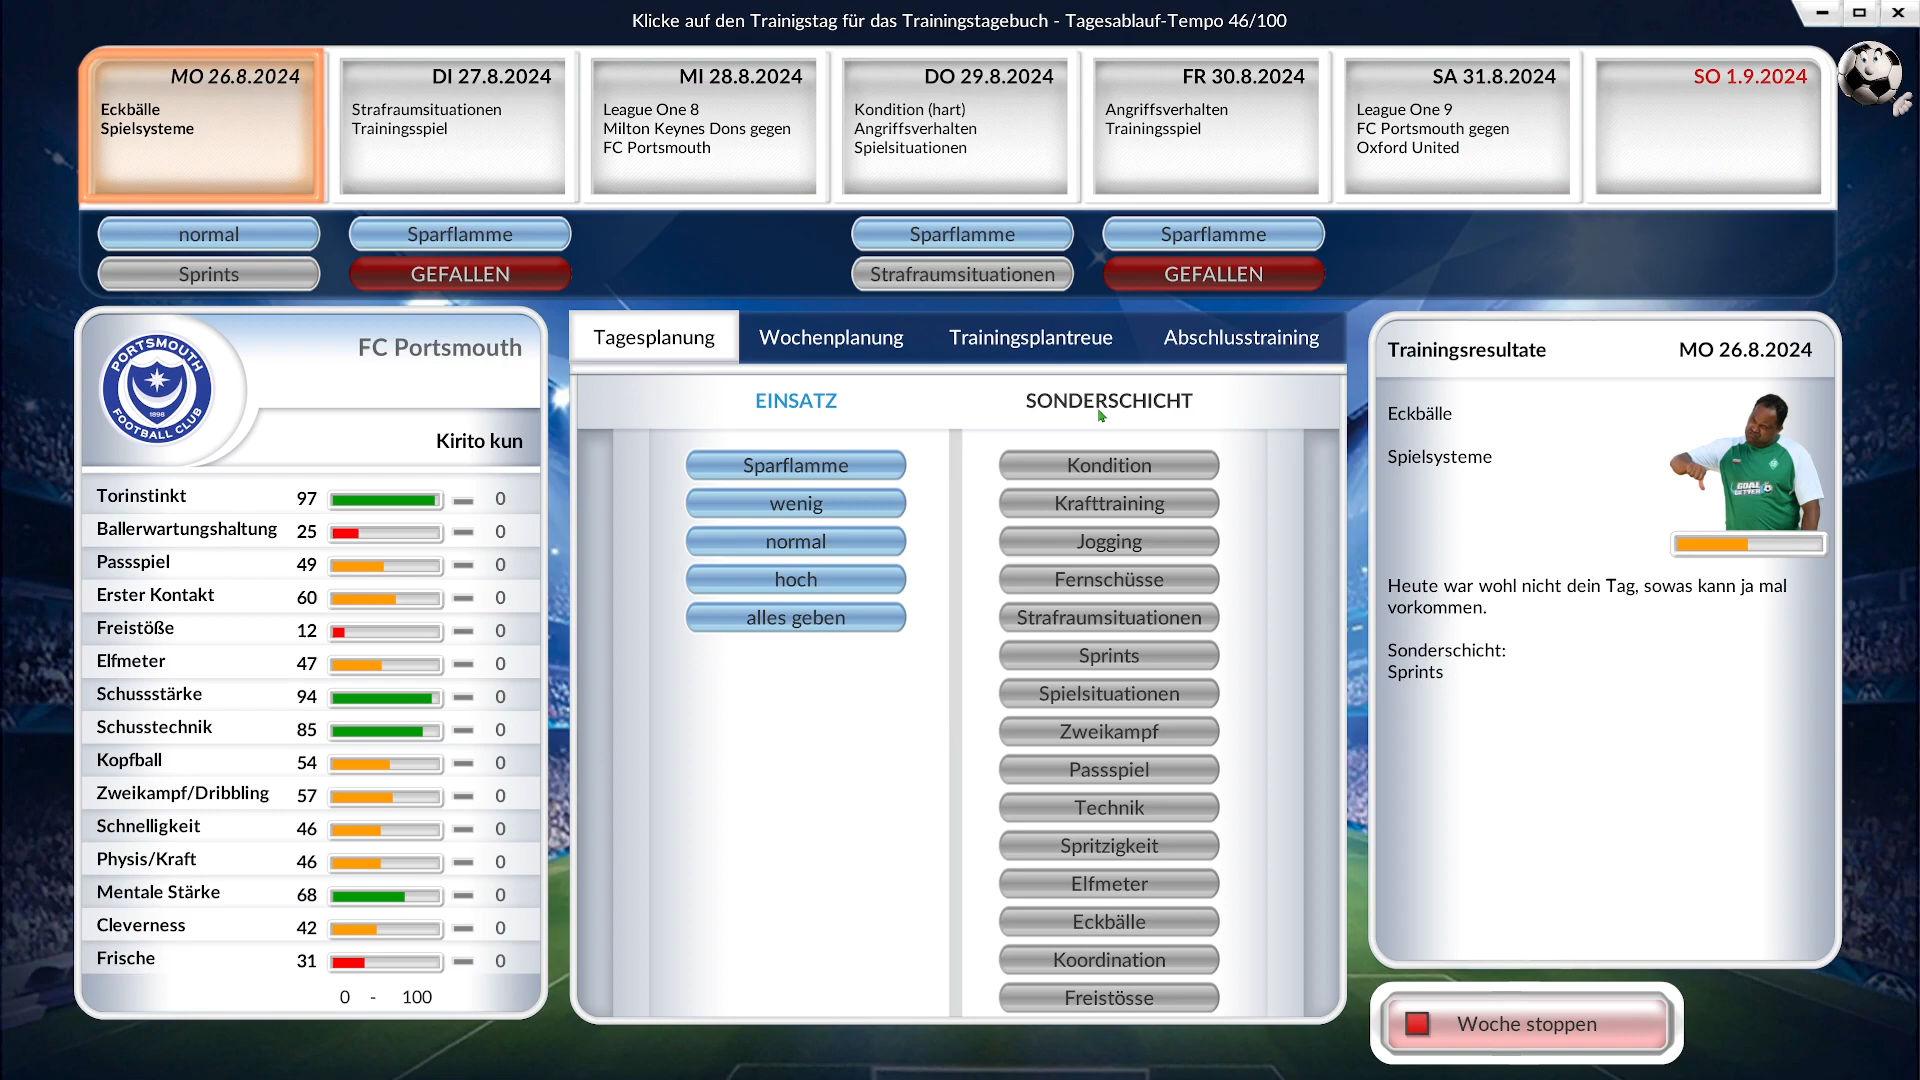 Klicke auf den Trainigstag für das Trainingstagebuch - Tagesablauf-Tempo 46/100
MO 26.8.2024
Eckbälle
Spielsysteme
DI 27.8.2024
Strafraumsituationen
Trainingsspiel
MI 28.8.2024
League One 8
Milton Keynes Dons gegen
FC Portsmouth
DO 29.8.2024
Kondition (hart)
Angriffsverhalten
Spielsituationen
FR 30.8.2024
Angriffsverhalten
Trainingsspiel
SA 31.8.2024
League One 9
FC Portsmouth gegen
Oxford United
SO 1.9.2024
normal
Sparflamme
Sparflamme
Sparflamme
Sprints
GEFALLEN
Strafraumsituationen
GEFALLEN
PORTSMOUTH
1898
FOOTBALL CLUB
FC Portsmouth
Kirito kun
Torinstinkt 97 0
Ballerwartungshaltung 25 0
Passspiel 49 0
Erster Kontakt 60 0
Freistöße 12 0
Elfmeter 47 0
Schussstärke 94 0
Schusstechnik 85 0
Kopfball 54 0
Zweikampf/Dribbling 57 0
Schnelligkeit 46 0
Physis/Kraft 46 0
Mentale Stärke 68 0
Cleverness 42 0
Frische 31 0
0 - 100
Tagesplanung
Wochenplanung
Trainingsplantreue
Abschlusstraining
EINSATZ
Sparflamme
wenig
normal
hoch
alles geben
SONDERSCHICHT
Kondition
Krafttraining
Jogging
Fernschüsse
Strafraumsituationen
Sprints
Spielsituationen
Zweikampf
Passspiel
Technik
Spritzigkeit
Elfmeter
Eckbälle
Koordination
Freistösse
Trainingsresultate MO 26.8.2024
Eckbälle
Spielsysteme
GOAL
GETTER
Heute war wohl nicht dein Tag, sowas kann ja mal
vorkommen.
Sonderschicht:
Sprints
Woche stoppen